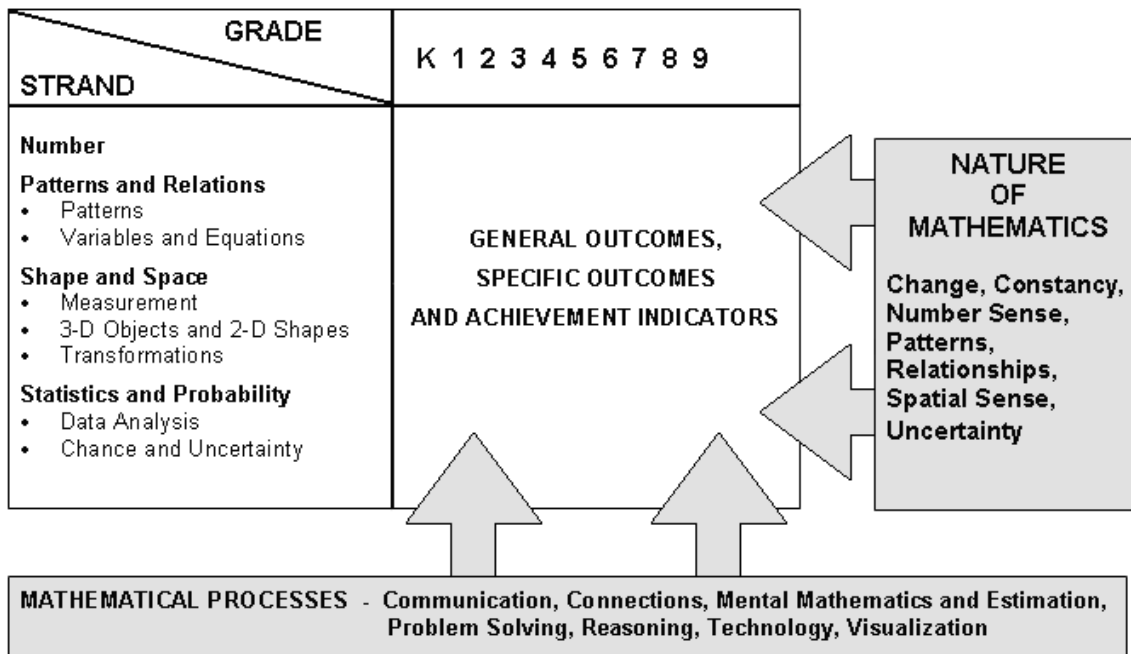 GRADE
STRAND
K 1 2 3 4 5 6 7 8 9
Number
Patterns and Relations
• Patterns
• Variables and Equations
Shape and Space
• Measurement
• 3-D Objects and 2-D Shapes
• Transformations
Statistics and Probability
• Data Analysis
• Chance and Uncertainty
GENERAL OUTCOMES,
SPECIFIC OUTCOMES
AND ACHIEVEMENT INDICATORS
NATURE
OF
MATHEMATICS
Change, Constancy,
Number Sense,
Patterns,
Relationships,
Spatial Sense,
Uncertainty
MATHEMATICAL PROCESSES - Communication, Connections, Mental Mathematics and Estimation,
Problem Solving, Reasoning, Technology, Visualization